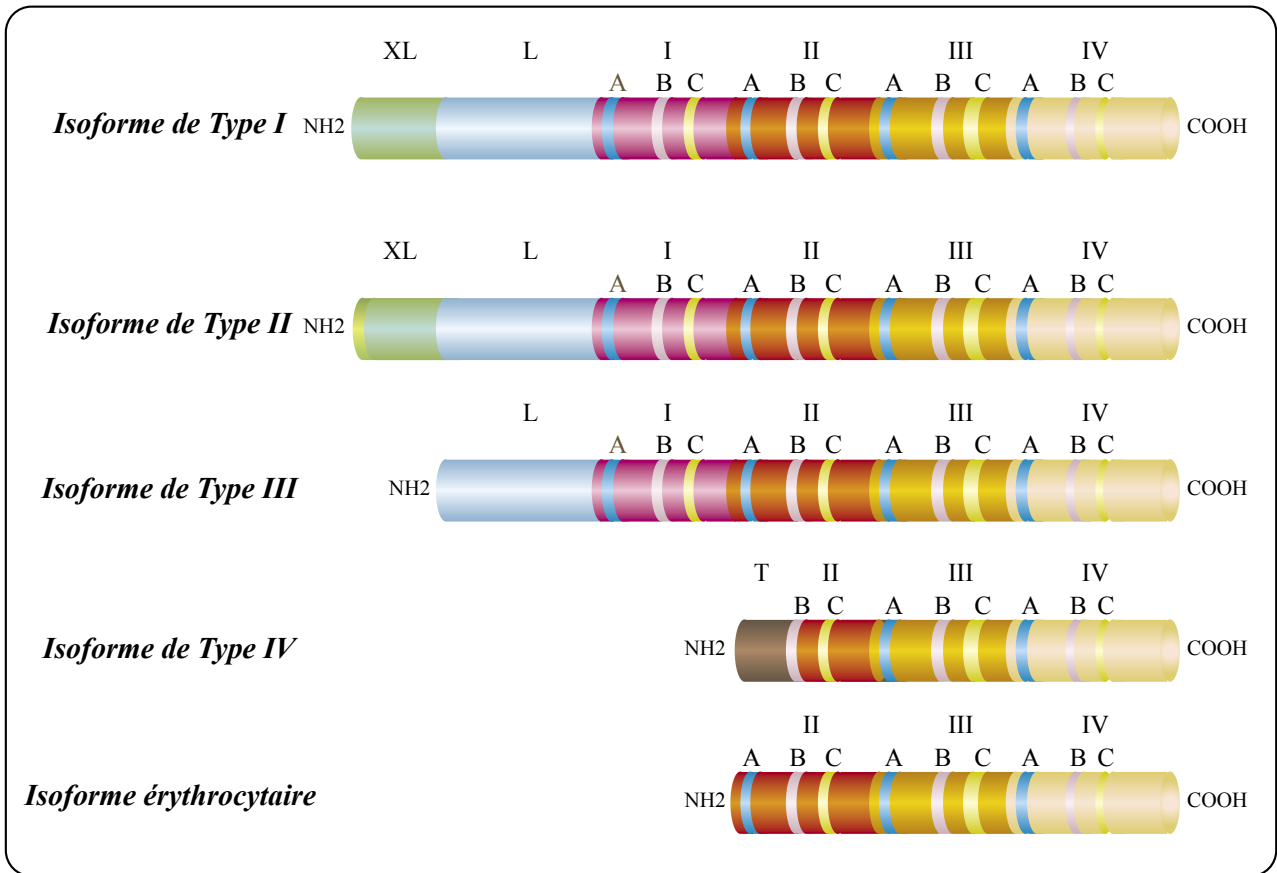 XL L I II III IV
A B C A B C A B C A B C
Isoforme de Type I NH2 COOH
XL L I II III IV
A B C A B C A B C A B C
Isoforme de Type II NH2 COOH
L I II III IV
A B C A B C A B C A B C
Isoforme de Type III NH2 COOH
T II III IV
B C A B C A B C
Isoforme de Type IV NH2 COOH
II III IV
A B C A B C A B C
Isoforme érythrocytaire NH2 COOH